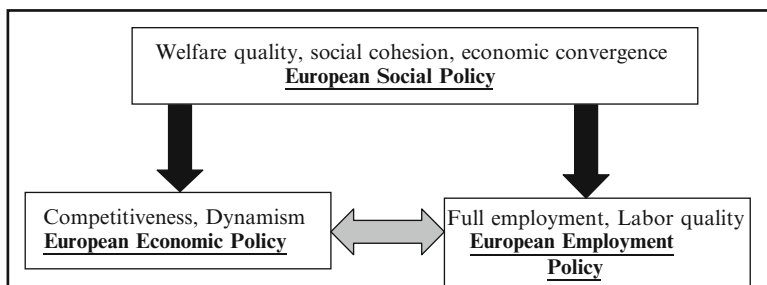 Welfare quality, social cohesion, economic convergence
European Social Policy
Competitiveness, Dynamism
European Economic Policy
Full employment, Labor quality
European Employment
Policy